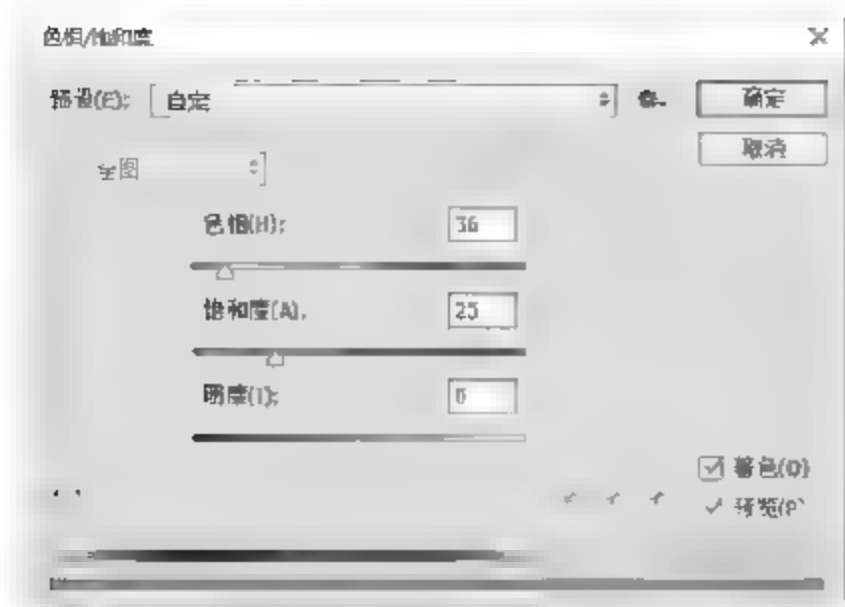 色相/饱和度
预设(E): 自定 确定
取消
全图
色相(H): 36
饱和度(A): 25
明度(I): 0
着色(O)
预览(P)